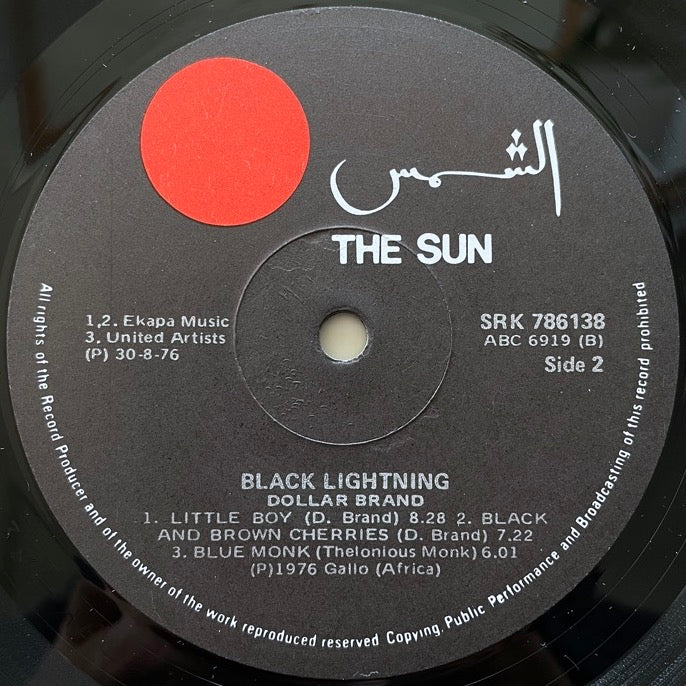 الشمس
THE SUN
1,2. Ekapa Music
3. United Artists
(P) 30-8-76
SRK 786138
ABC 6919 (B)
Side 2
BLACK LIGHTNING
DOLLAR BRAND
1. LITTLE BOY (D. Brand) 8.28 2. BLACK
AND BROWN CHERRIES (D. Brand) 7.22
3. BLUE MONK (Thelonious Monk) 6.01
(P)1976 Gallo (Africa)
All rights of the Record Producer and of the owner of the work reproduced reserved Copying, Public Performance and Broadcasting of this record prohibited